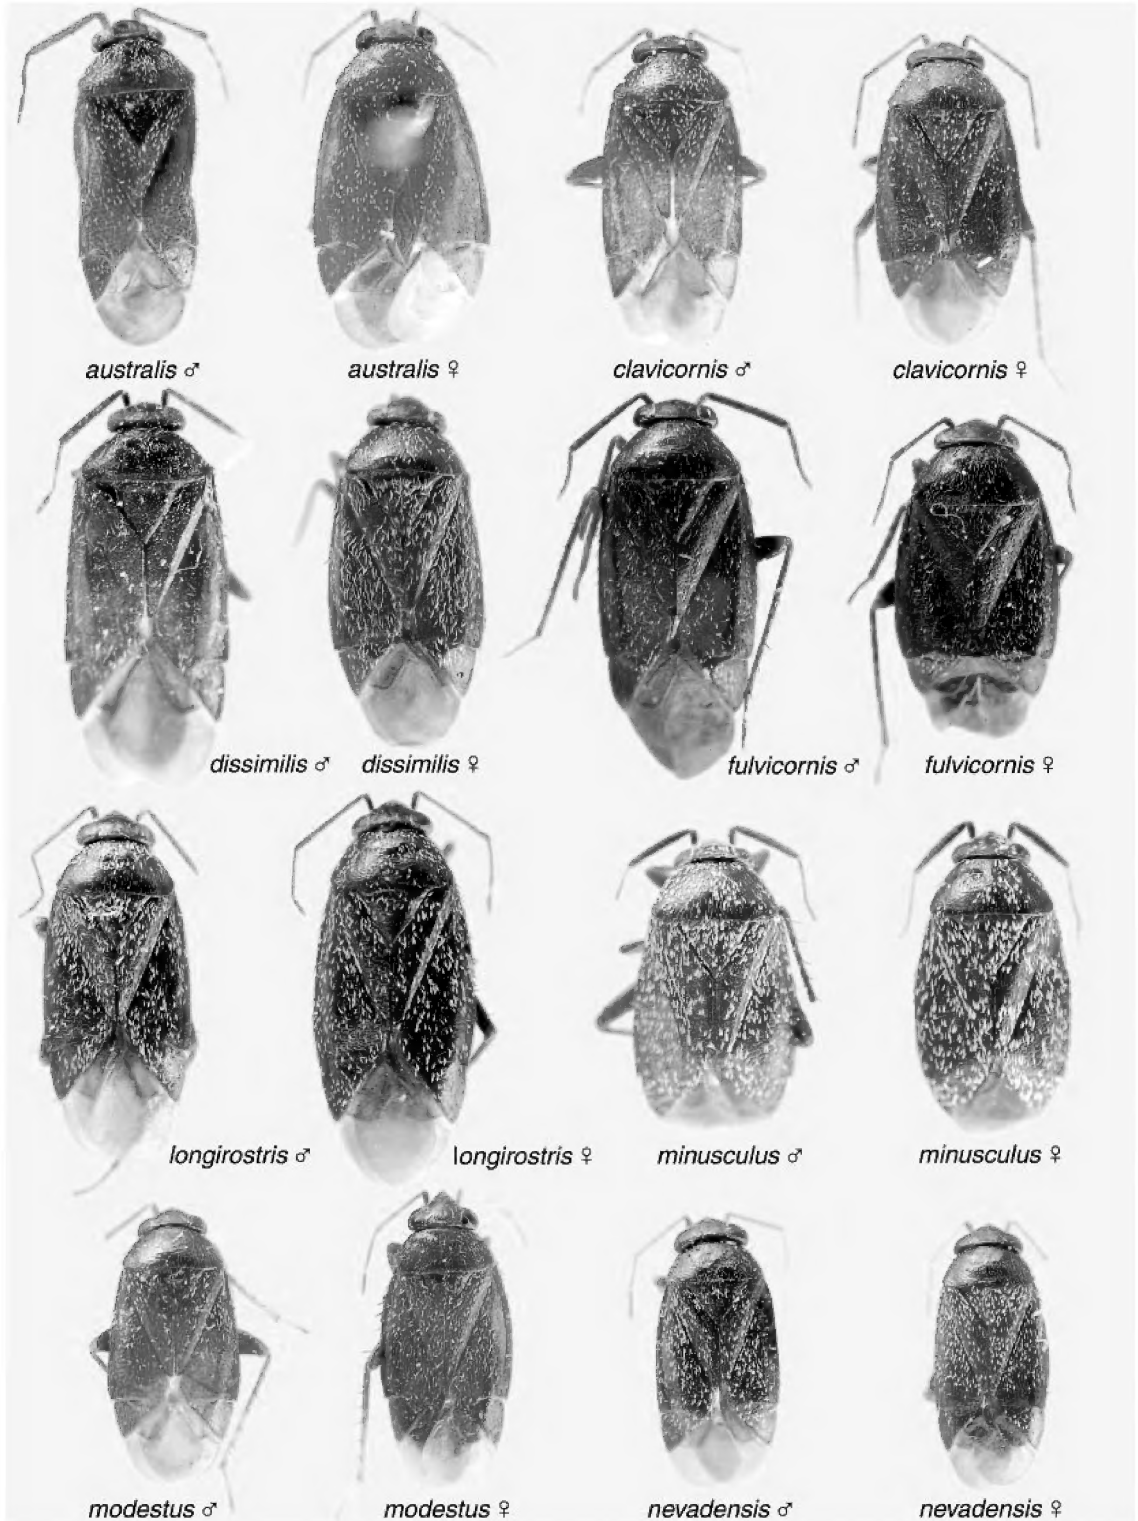 australis ♂ australis ♀ clavicornis ♂ clavicornis ♀
dissimilis ♂ dissimilis ♀ fulvicornis ♂ fulvicornis ♀
longirostris ♂ longirostris ♀ minusculus ♂ minusculus ♀
modestus ♂ modestus ♀ nevadensis ♂ nevadensis ♀